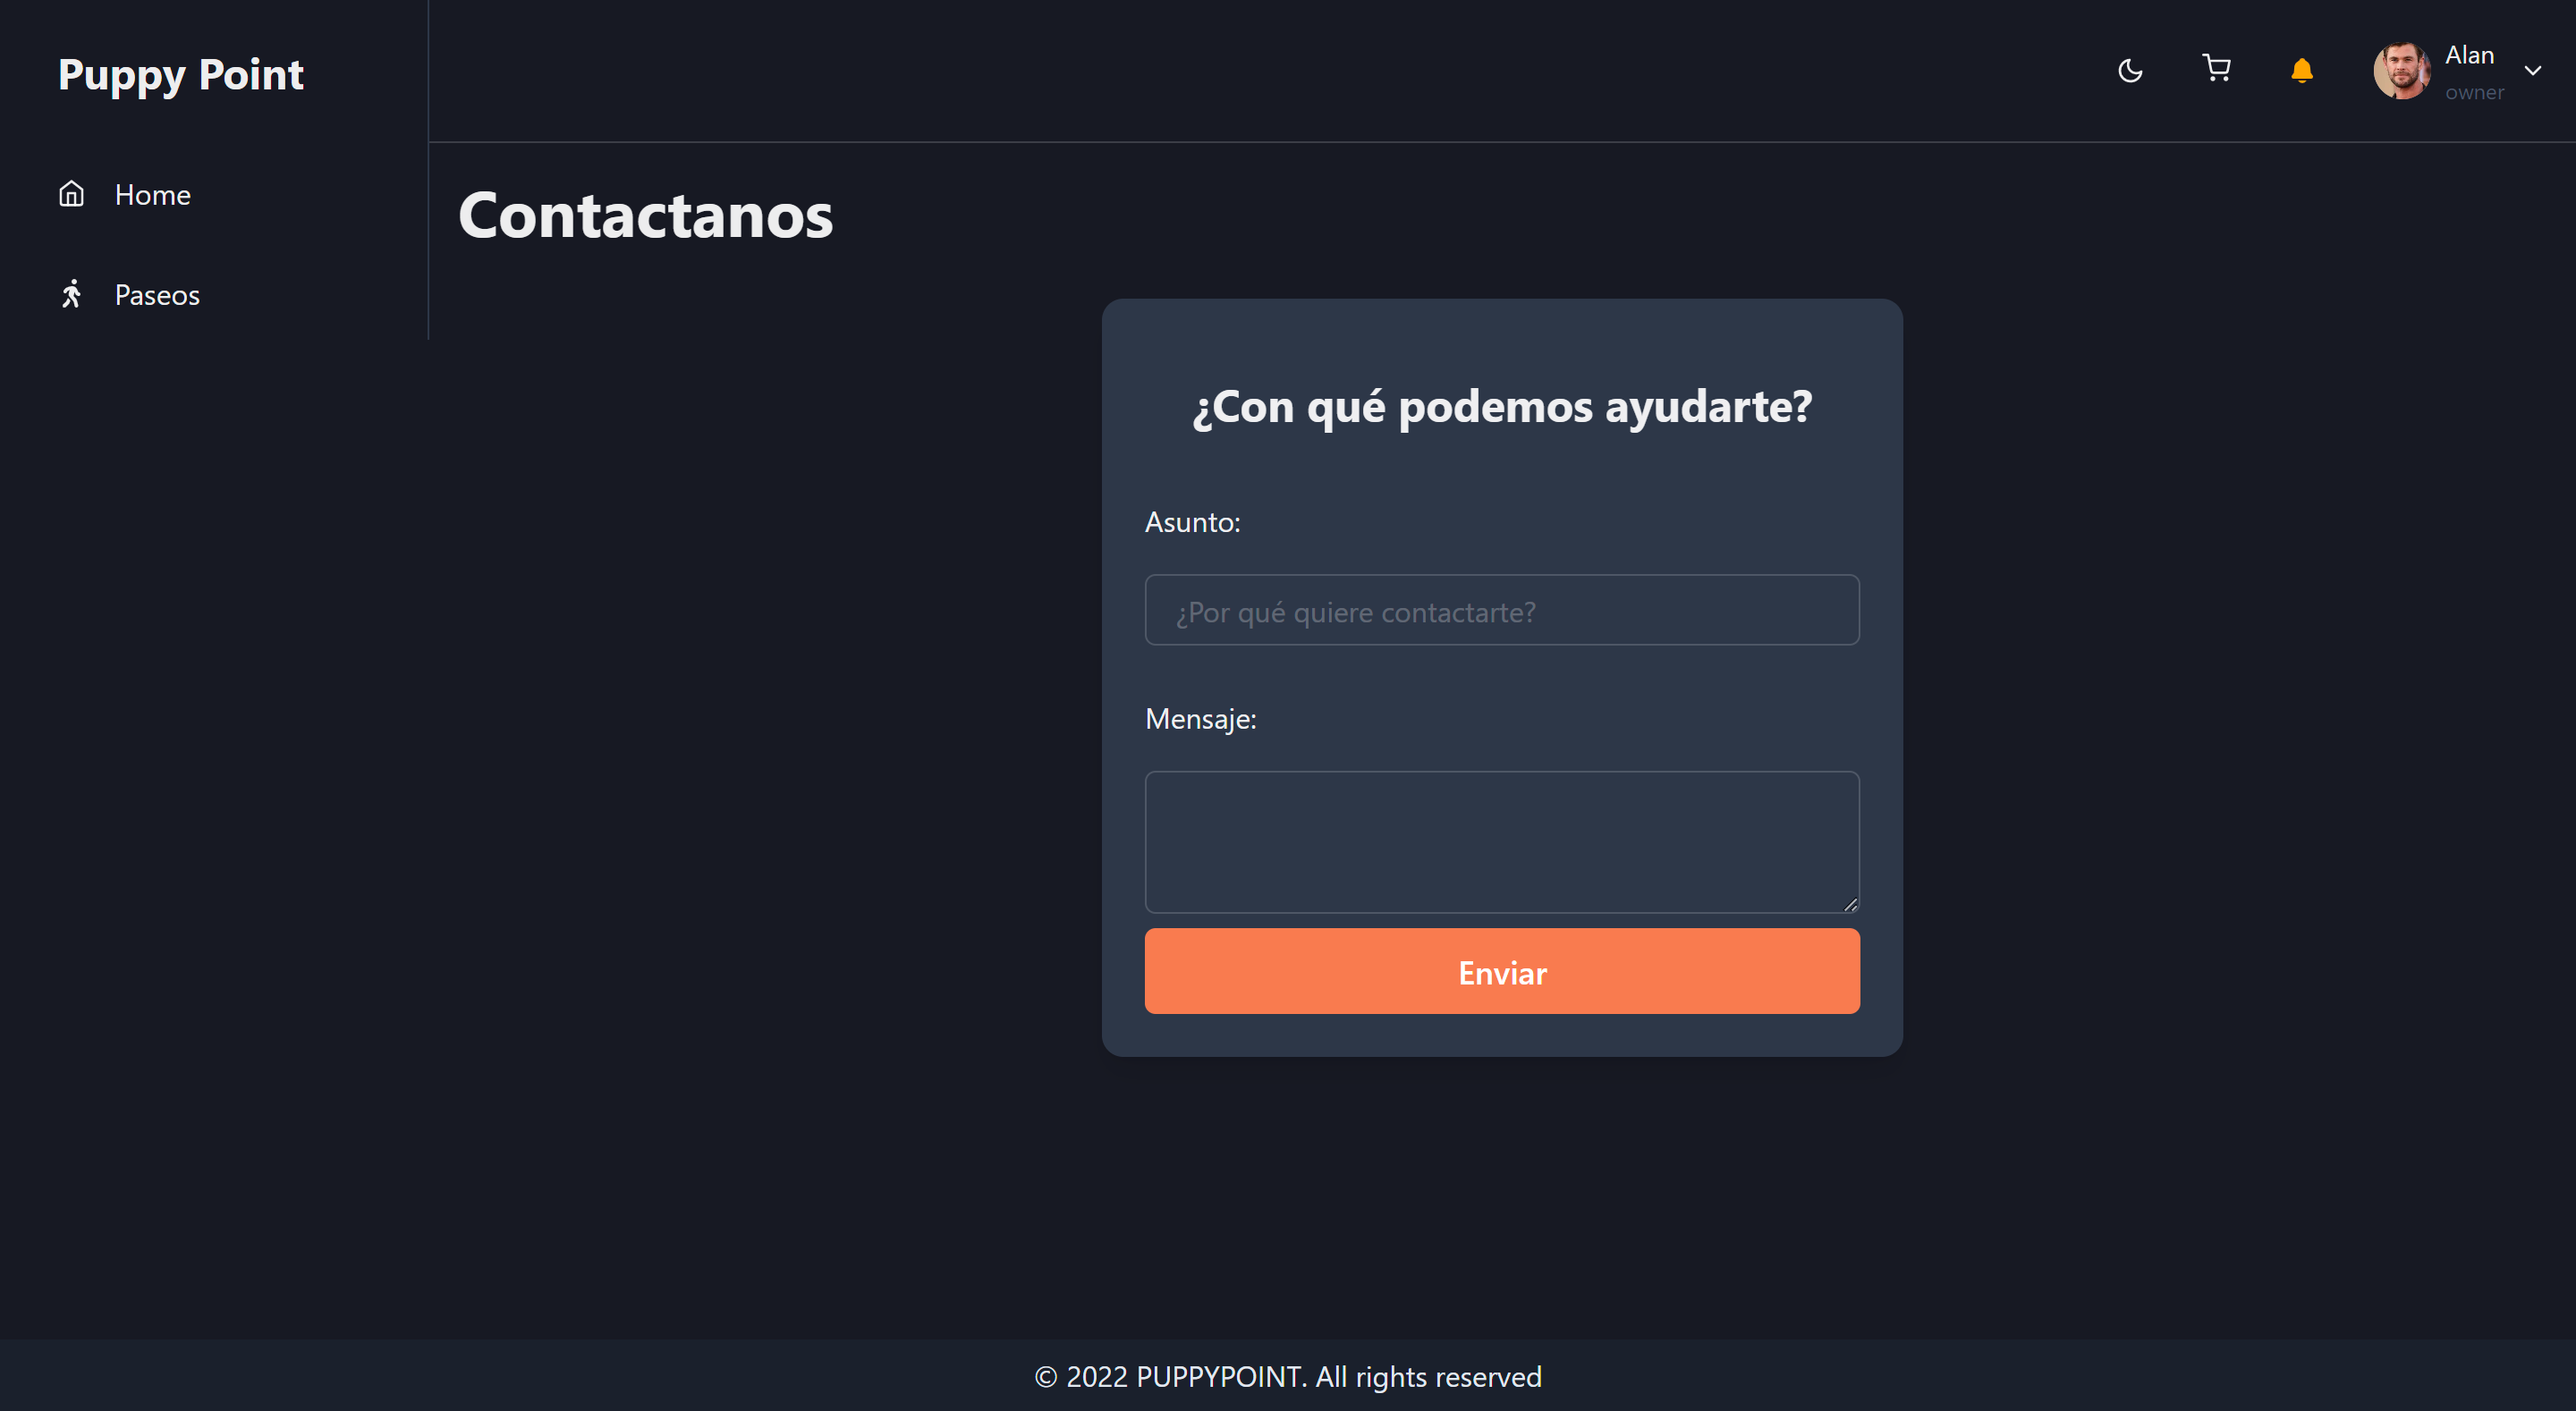 Puppy Point
Alan
owner
Home
Paseos
Contactanos
¿Con qué podemos ayudarte?
Asunto:
¿Por qué quiere contactarte?
Mensaje:
Enviar
© 2022 PUPPYPOINT. All rights reserved